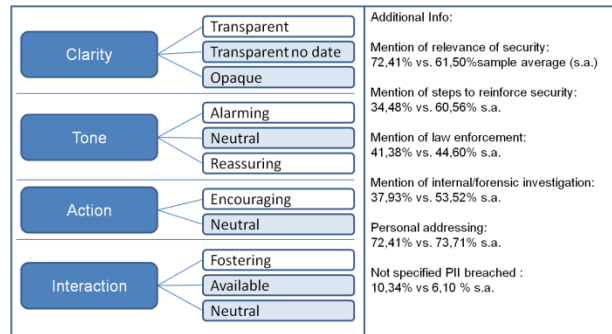 Clarity
Transparent
Transparent no date
Opaque
Tone
Alarming
Neutral
Reassuring
Action
Encouraging
Neutral
Interaction
Fostering
Available
Neutral
Additional Info:
Mention of relevance of security:
72,41% vs. 61,50%sample average (s.a.)
Mention of steps to reinforce security:
34,48% vs. 60,56% s.a.
Mention of law enforcement:
41,38% vs. 44,60% s.a.
Mention of internal/forensic investigation:
37,93% vs. 53,52% s.a.
Personal addressing:
72,41% vs. 73,71% s.a.
Not specified PII breached :
10,34% vs 6,10 % s.a.